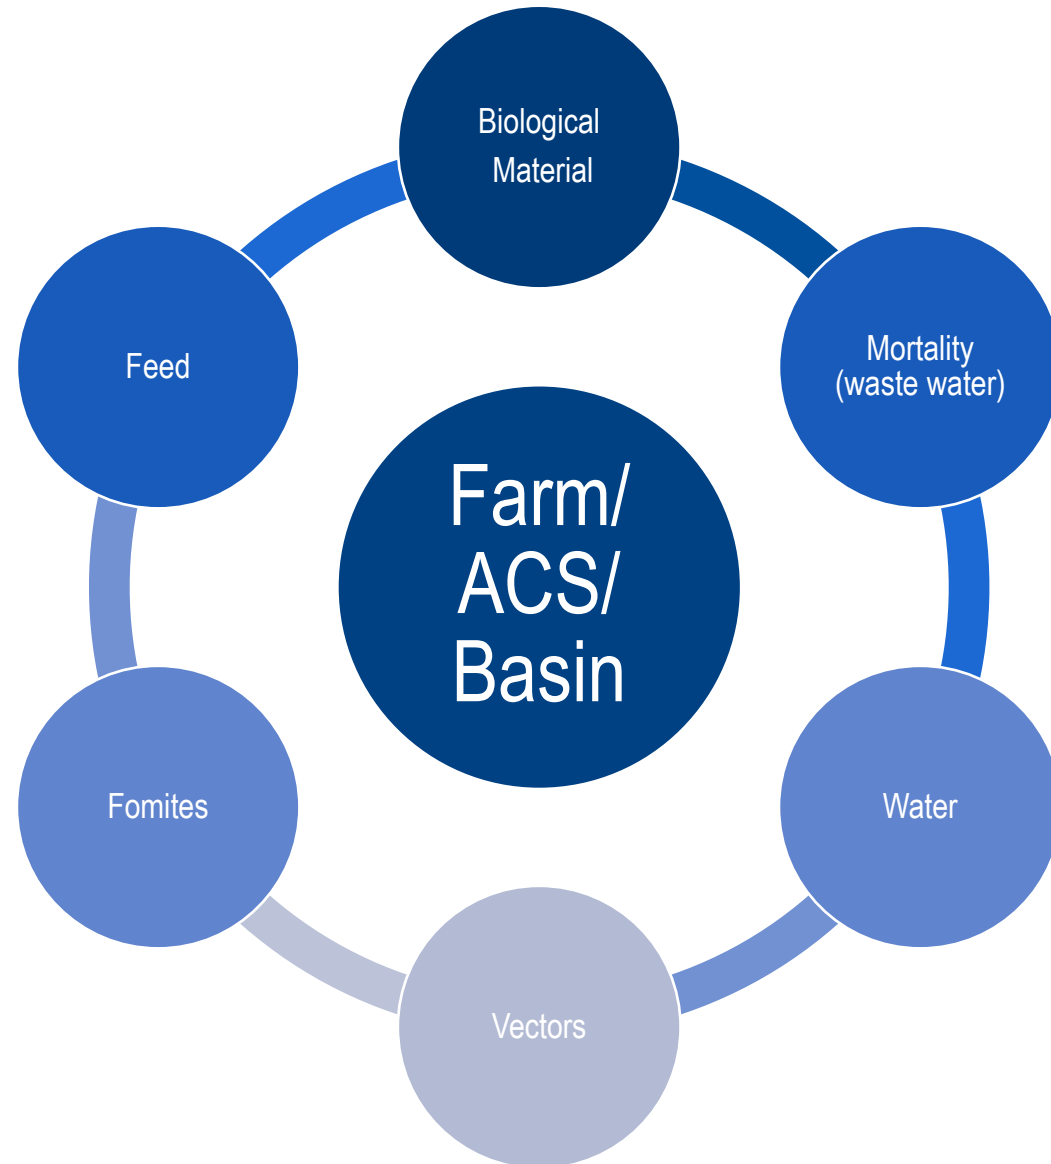 Biological
Material
Feed
Mortality
(waste water)
Farm/
ACS/
Basin
Fomites
Water
Vectors